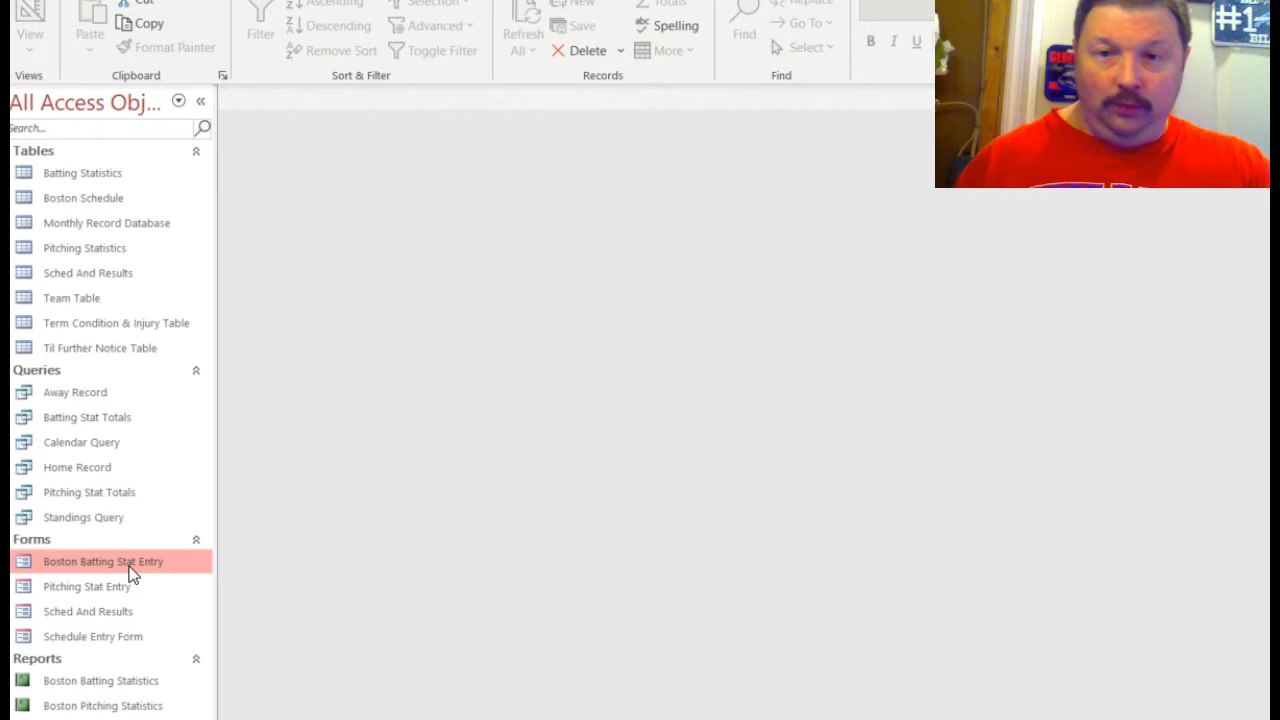 Cut
Ascending
Selection
New
Totals
Replace
View
Paste
Copy
Filter
Descending
Advanced
Refresh
All
Save
Spelling
Find
Go To
Format Painter
Remove Sort
Toggle Filter
Delete
More
Select
B I U
Views
Clipboard
Sort & Filter
Records
Find
#1
All Access Obj... «
Search...
Tables
Batting Statistics
Boston Schedule
Monthly Record Database
Pitching Statistics
Sched And Results
Team Table
Term Condition & Injury Table
Til Further Notice Table
Queries
Away Record
Batting Stat Totals
Calendar Query
Home Record
Pitching Stat Totals
Standings Query
Forms
Boston Batting Stat Entry
Pitching Stat Entry
Sched And Results
Schedule Entry Form
Reports
Boston Batting Statistics
Boston Pitching Statistics